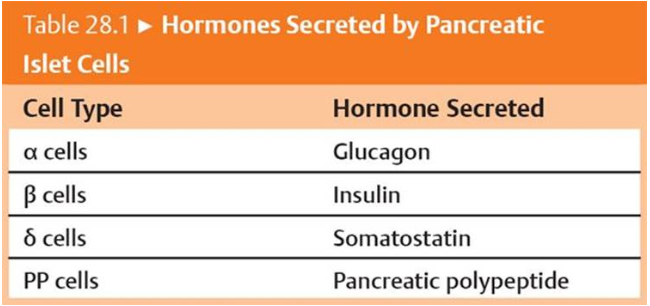 Table 28.1 ► Hormones Secreted by Pancreatic
Islet Cells
Cell Type Hormone Secreted
α cells Glucagon
β cells Insulin
δ cells Somatostatin
PP cells Pancreatic polypeptide